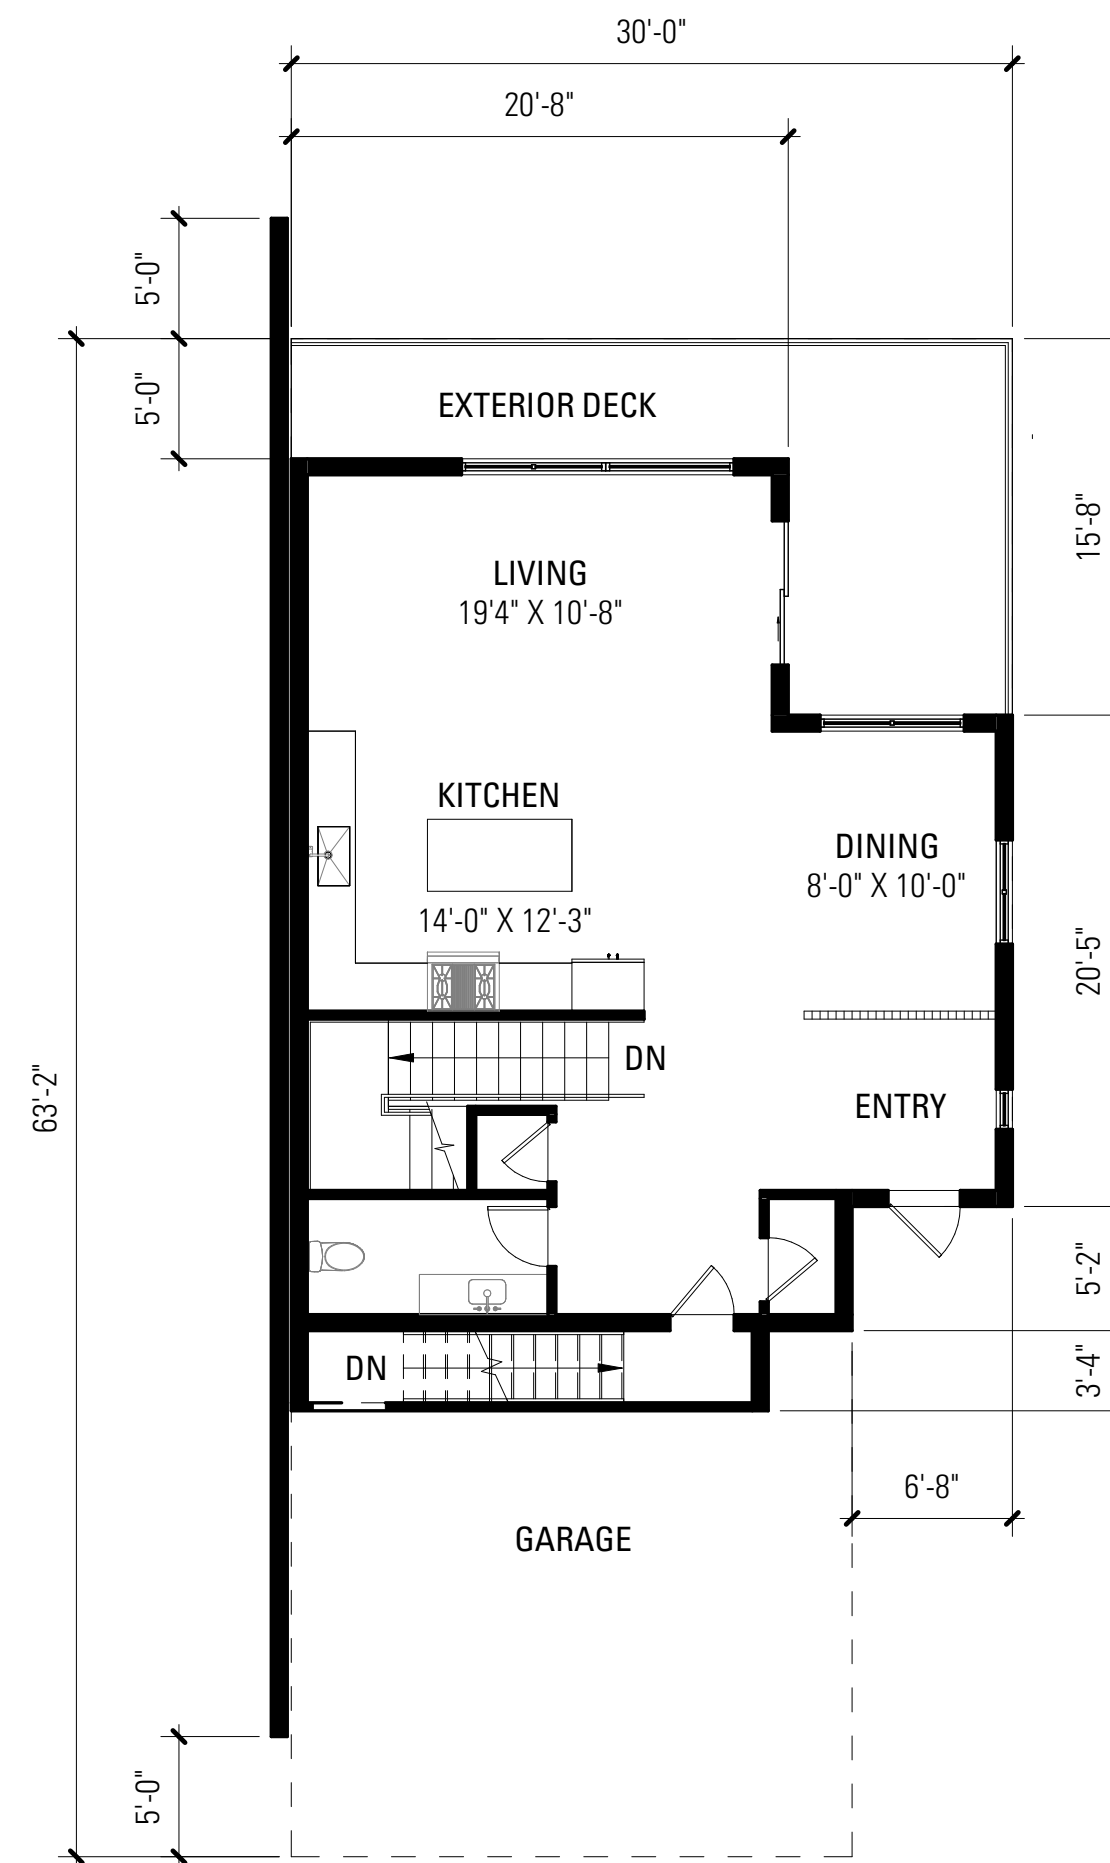 30'-0"
20'-8"
5'-0"
5'-0"
EXTERIOR DECK
15'-8"
LIVING
19'4" X 10'-8"
KITCHEN
14'-0" X 12'-3"
DINING
8'-0" X 10'-0"
20'-5"
63'-2"
DN
ENTRY
5'-2"
DN
3'-4"
6'-8"
GARAGE
5'-0"